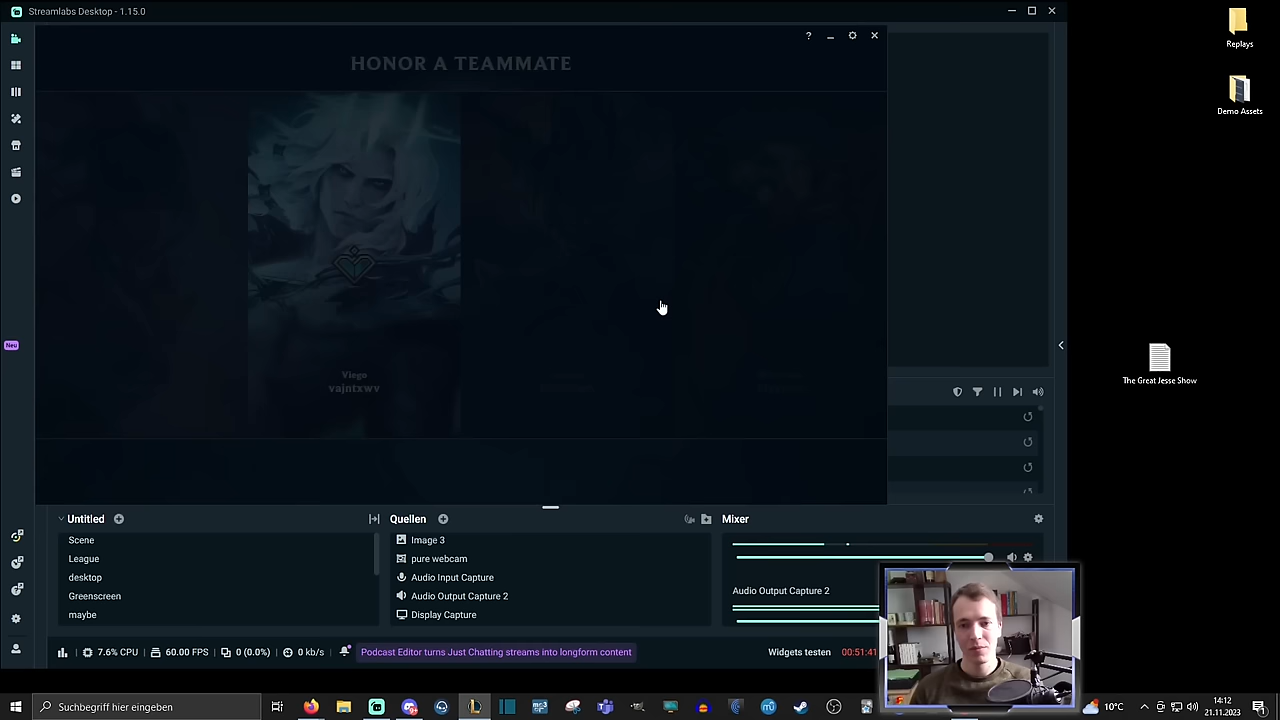 Streamlabs Desktop - 1.15.0
Replays
HONOR A TEAMMATE
Demo Assets
Neu
Viego
vajntxwv
The Great Jesse Show
Untitled
Quellen
Mixer
Scene
League
desktop
Greenscreen
maybe
Image 3
pure webcam
Audio Input Capture
Audio Output Capture 2
Display Capture
Audio Output Capture 2
7.6% CPU
60.00 FPS
0 (0.0%)
0 kb/s
Podcast Editor turns Just Chatting streams into longform content
Widgets testen
00:51:41
Suchbegriff hier eingeben
10°C
14:12
21.11.2023